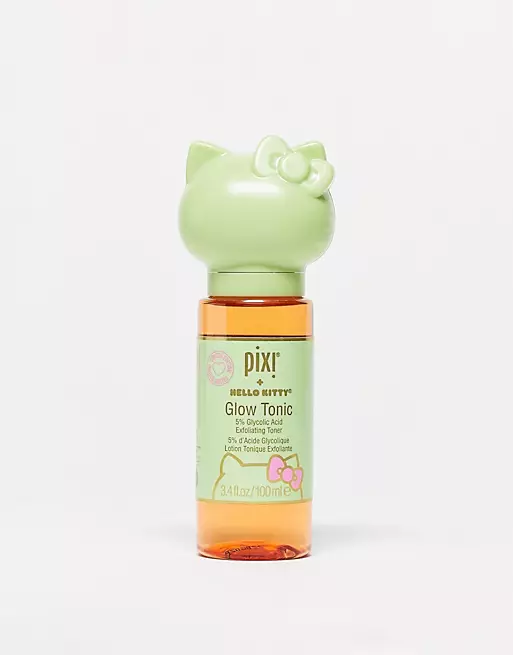 pixi®
+
HELLO KITTY®
Glow Tonic
5% Glycolic Acid
Exfoliating Toner
5% d'Acide Glycolique
Lotion Tonique Exfoliante
3.4 fl.oz/100ml e